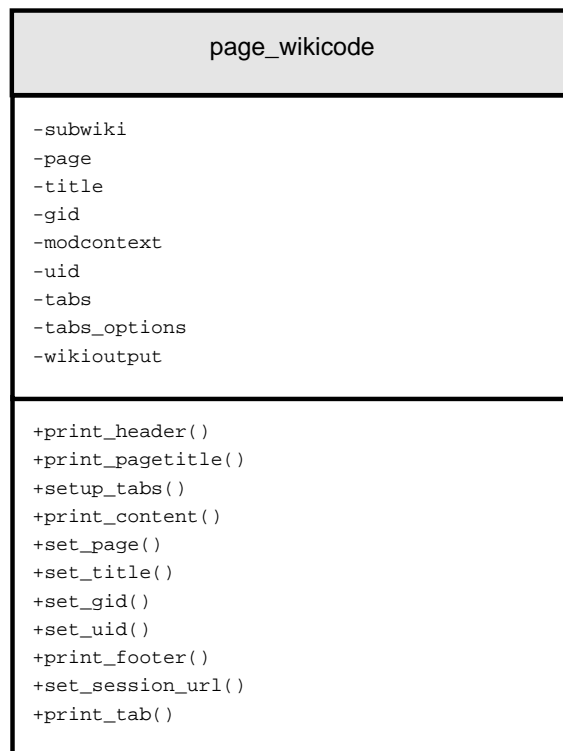 page_wikicode
-subwiki
-page
-title
-gid
-modcontext
-uid
-tabs
-tabs_options
-wikioutput
+print_header()
+print_pagetitle()
+setup_tabs()
+print_content()
+set_page()
+set_title()
+set_gid()
+set_uid()
+print_footer()
+set_session_url()
+print_tab()